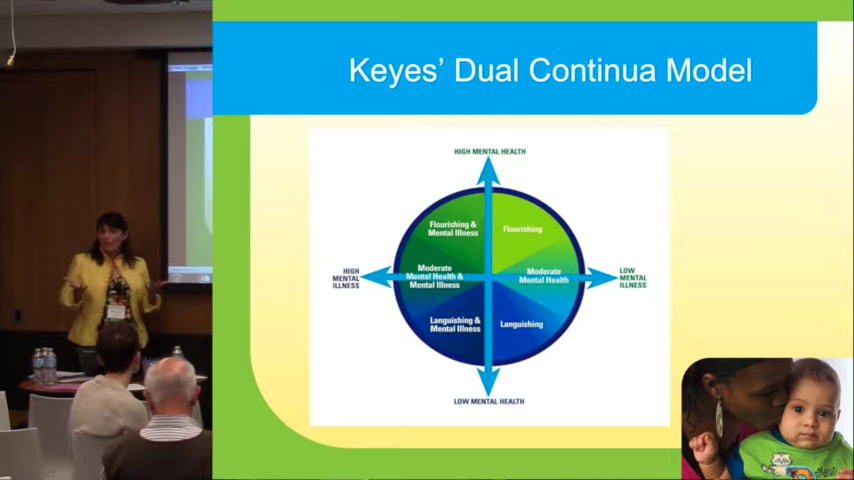 Keyes' Dual Continua Model
HIGH MENTAL HEALTH
Flourishing &
Mental Illness
Flourishing
HIGH
MENTAL
ILLNESS
Moderate
Mental Health &
Mental Illness
Moderate
Mental Health
LOW
MENTAL
ILLNESS
Languishing &
Mental Illness
Languishing
LOW MENTAL HEALTH